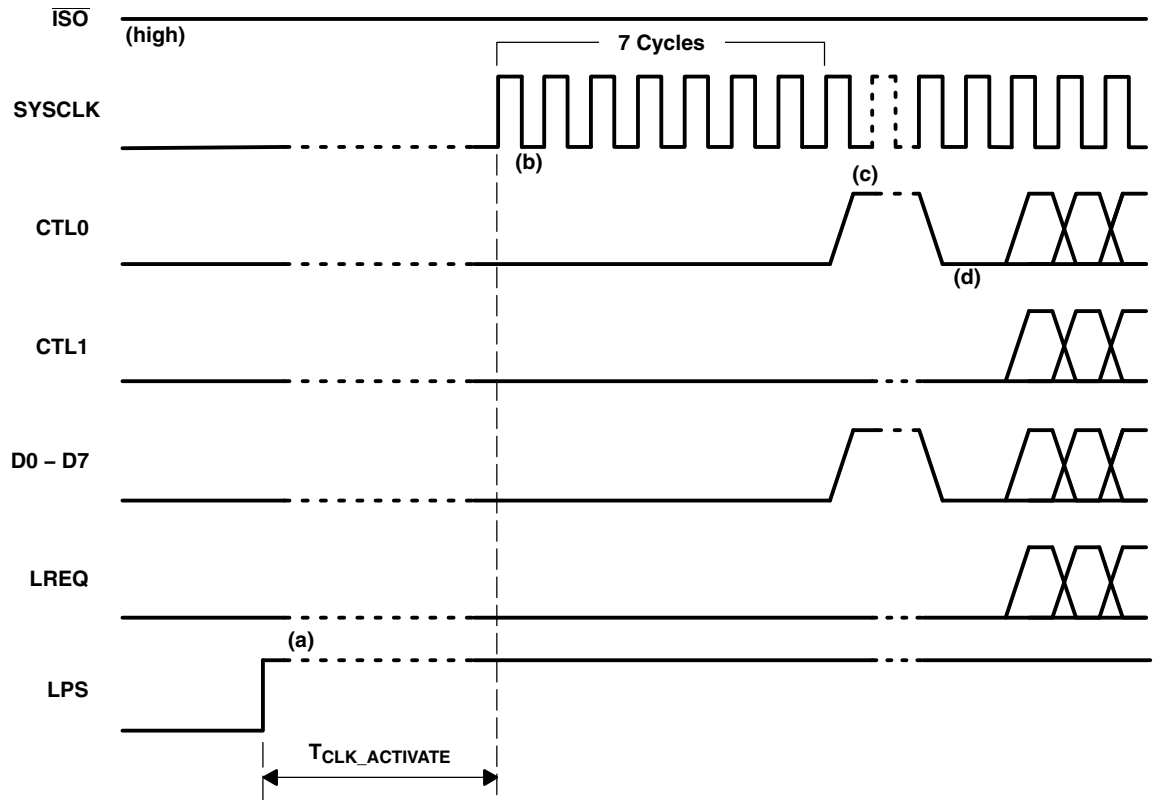 ISO
(high)
7 Cycles
SYSCLK
(b)
(c)
CTL0
(d)
CTL1
D0 – D7
LREQ
(a)
LPS
TCLK_ACTIVATE